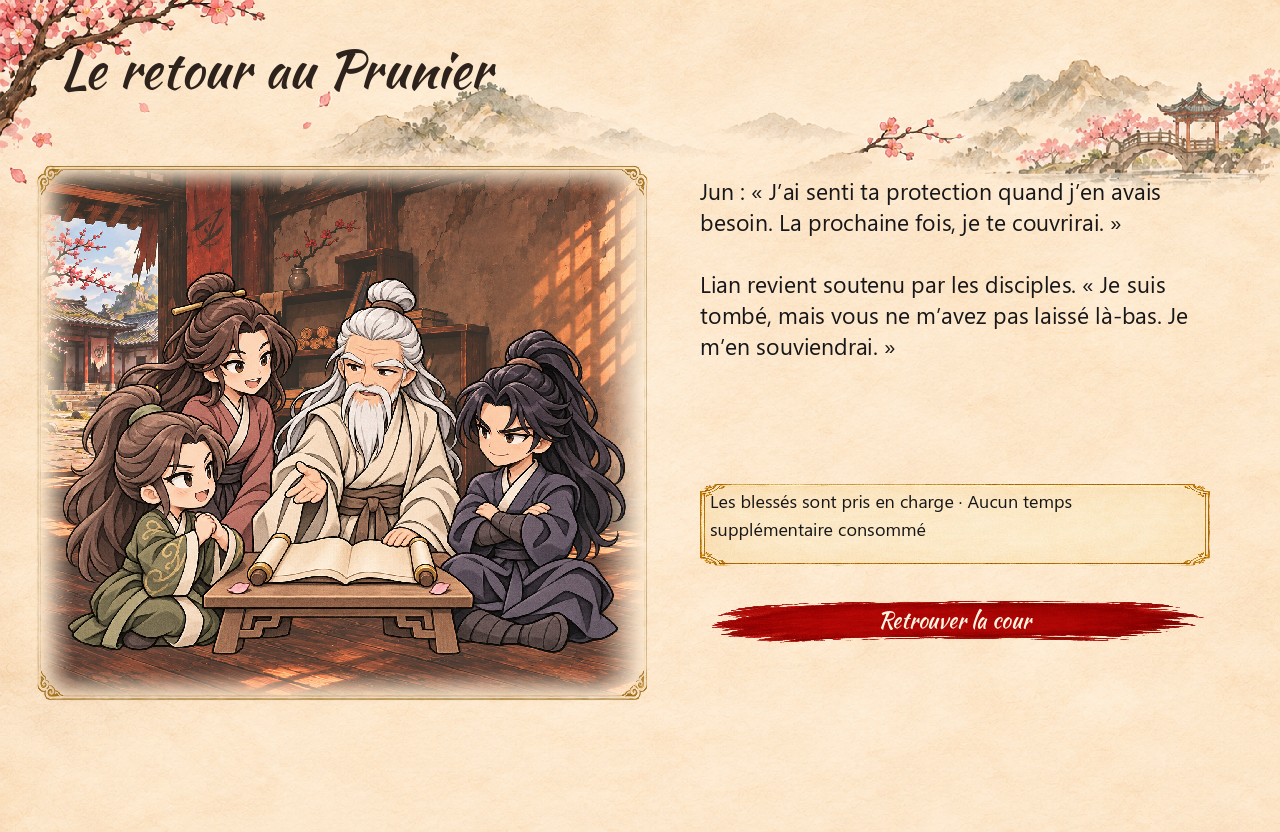 Le retour au Prunier
Jun : « J’ai senti ta protection quand j’en avais
besoin. La prochaine fois, je te couvrirai. »
Lian revient soutenu par les disciples. « Je suis
tombé, mais vous ne m’avez pas laissé là-bas. Je
m’en souviendrai. »
Les blessés sont pris en charge · Aucun temps
supplémentaire consommé
Retrouver la cour